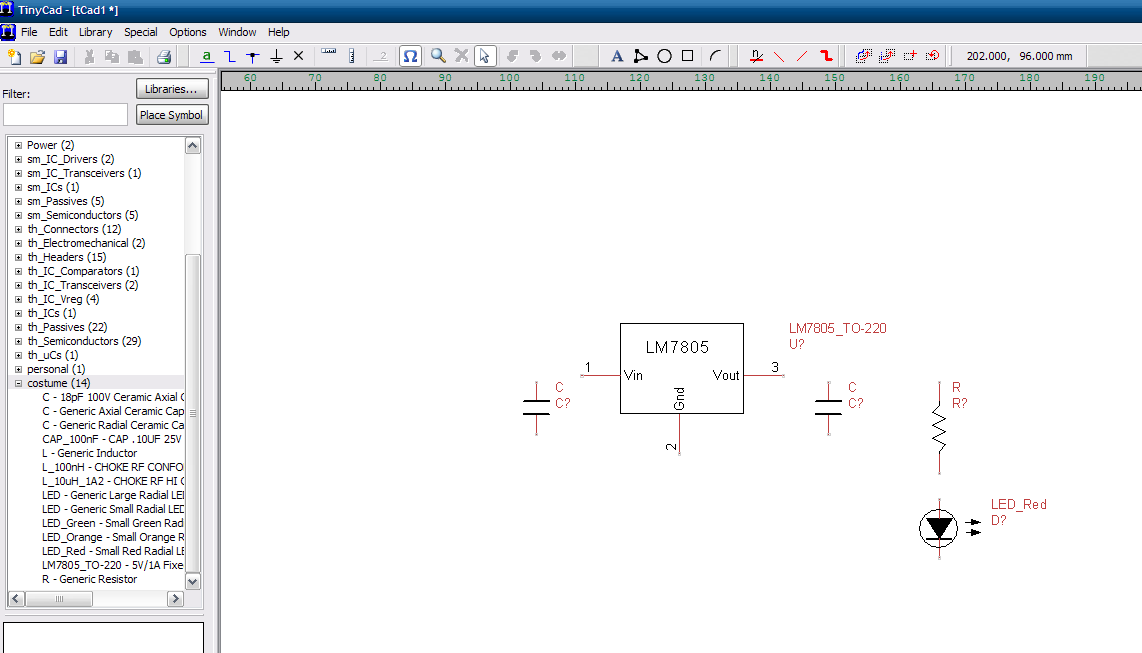 TinyCad - [tCad1 *]
File Edit Library Special Options Window Help
a .2 Ω A n 202.000, 96.000 mm
60 70 80 90 100 110 120 130 140 150 160 170 180 190
Libraries...
Filter:
Place Symbol
Power (2)
sm_IC_Drivers (2)
sm_IC_Transceivers (1)
sm_ICs (1)
sm_Passives (5)
sm_Semiconductors (5)
th_Connectors (12)
th_Electromechanical (2)
th_Headers (15)
th_IC_Comparators (1)
th_IC_Transceivers (2)
th_IC_Vreg (4)
th_ICs (1)
th_Passives (22)
th_Semiconductors (29)
th_uCs (1)
personal (1)
costume (14)
C - 18pF 100V Ceramic Axial C
C - Generic Axial Ceramic Cap
C - Generic Radial Ceramic Ca
CAP_100nF - CAP .10UF 25V
L - Generic Inductor
L_100nH - CHOKE RF CONFO
L_10uH_1A2 - CHOKE RF HI C
LED - Generic Large Radial LED
LED - Generic Small Radial LED
LED_Green - Small Green Rad
LED_Orange - Small Orange R
LED_Red - Small Red Radial LE
LM7805_TO-220 - 5V/1A Fixe
R - Generic Resistor
LM7805_TO-220
U?
LM7805
1
Vin
Vout
3
Gnd
2
C
C?
C
C?
R
R?
LED_Red
D?